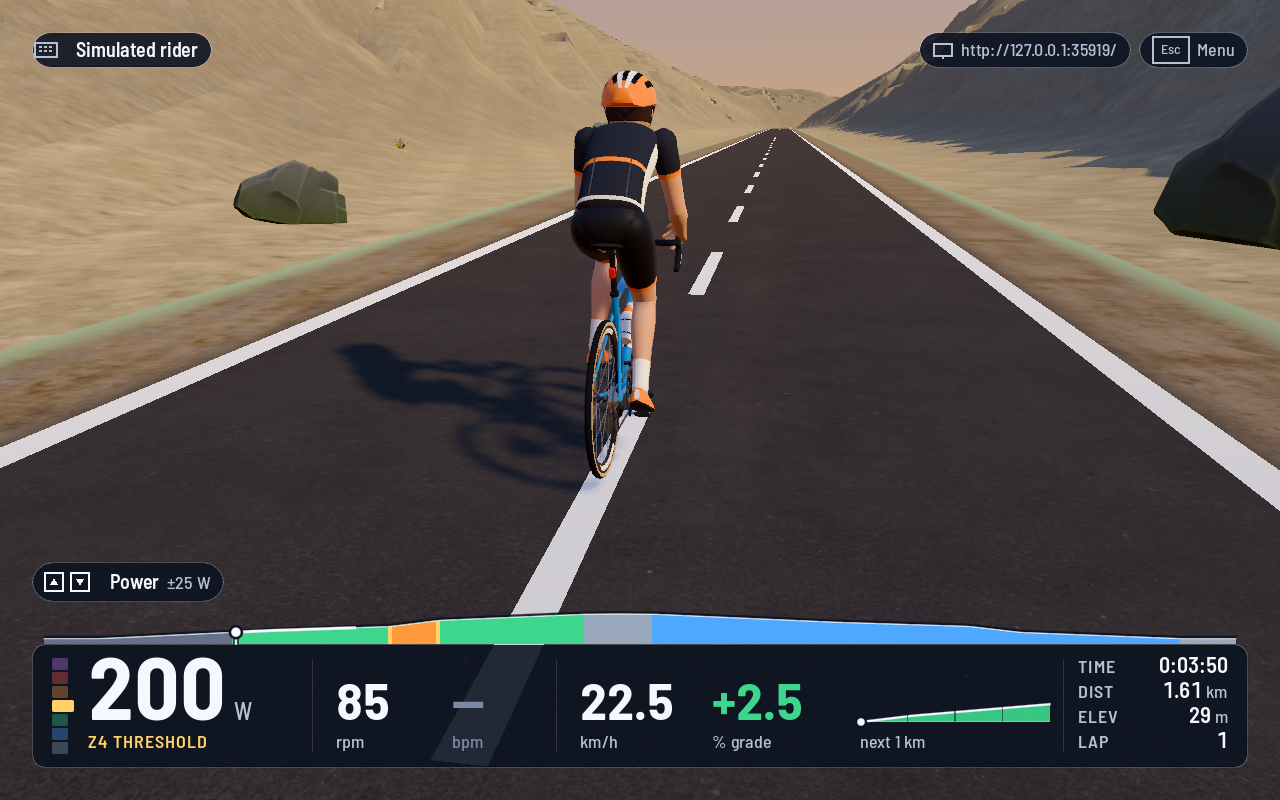 Simulated rider
http://127.0.0.1:35919/
Esc Menu
Power ±25 W
200 W
Z4 THRESHOLD
85
rpm
—
bpm
22.5
km/h
+2.5
% grade
next 1 km
TIME 0:03:50
DIST 1.61 km
ELEV 29 m
LAP 1